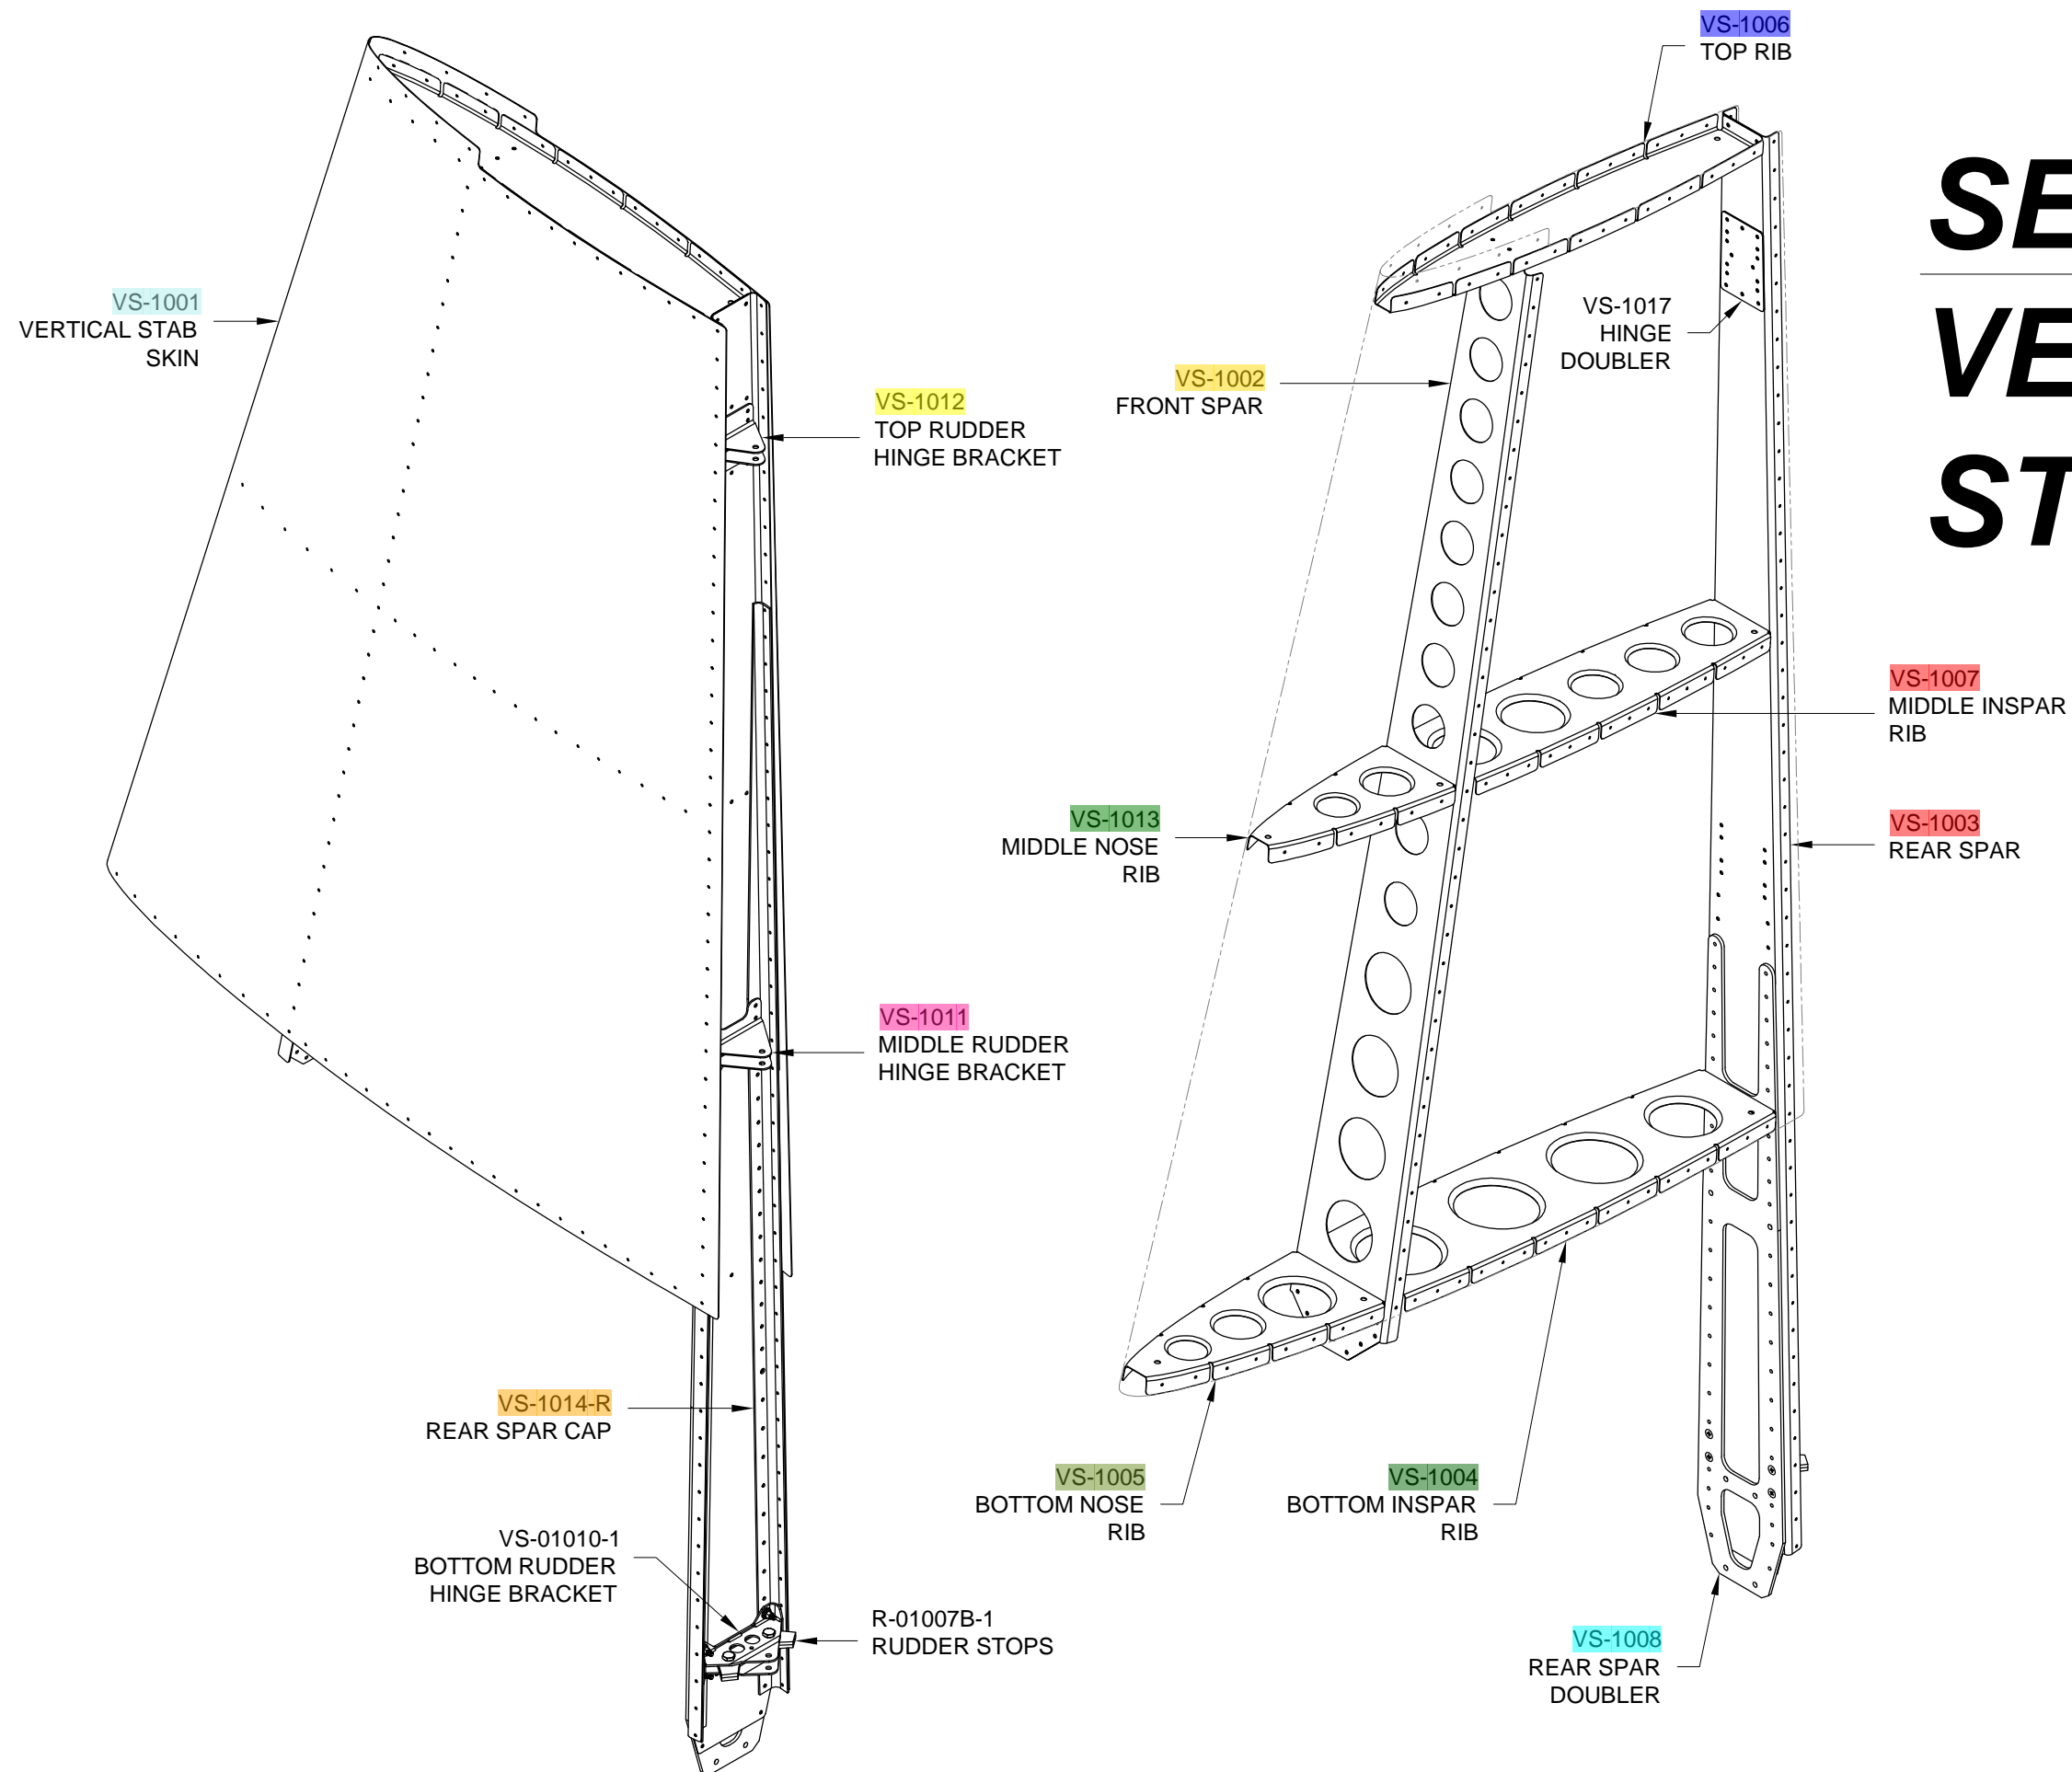 VS-1006
TOP RIB
SE
VE
ST
VS-1001
VERTICAL STAB
SKIN
VS-1017
HINGE
DOUBLER
VS-1002
FRONT SPAR
VS-1012
TOP RUDDER
HINGE BRACKET
VS-1007
MIDDLE INSPAR
RIB
VS-1013
MIDDLE NOSE
RIB
VS-1003
REAR SPAR
VS-1011
MIDDLE RUDDER
HINGE BRACKET
VS-1014-R
REAR SPAR CAP
VS-1005
BOTTOM NOSE
RIB
VS-1004
BOTTOM INSPAR
RIB
VS-01010-1
BOTTOM RUDDER
HINGE BRACKET
R-01007B-1
RUDDER STOPS
VS-1008
REAR SPAR
DOUBLER